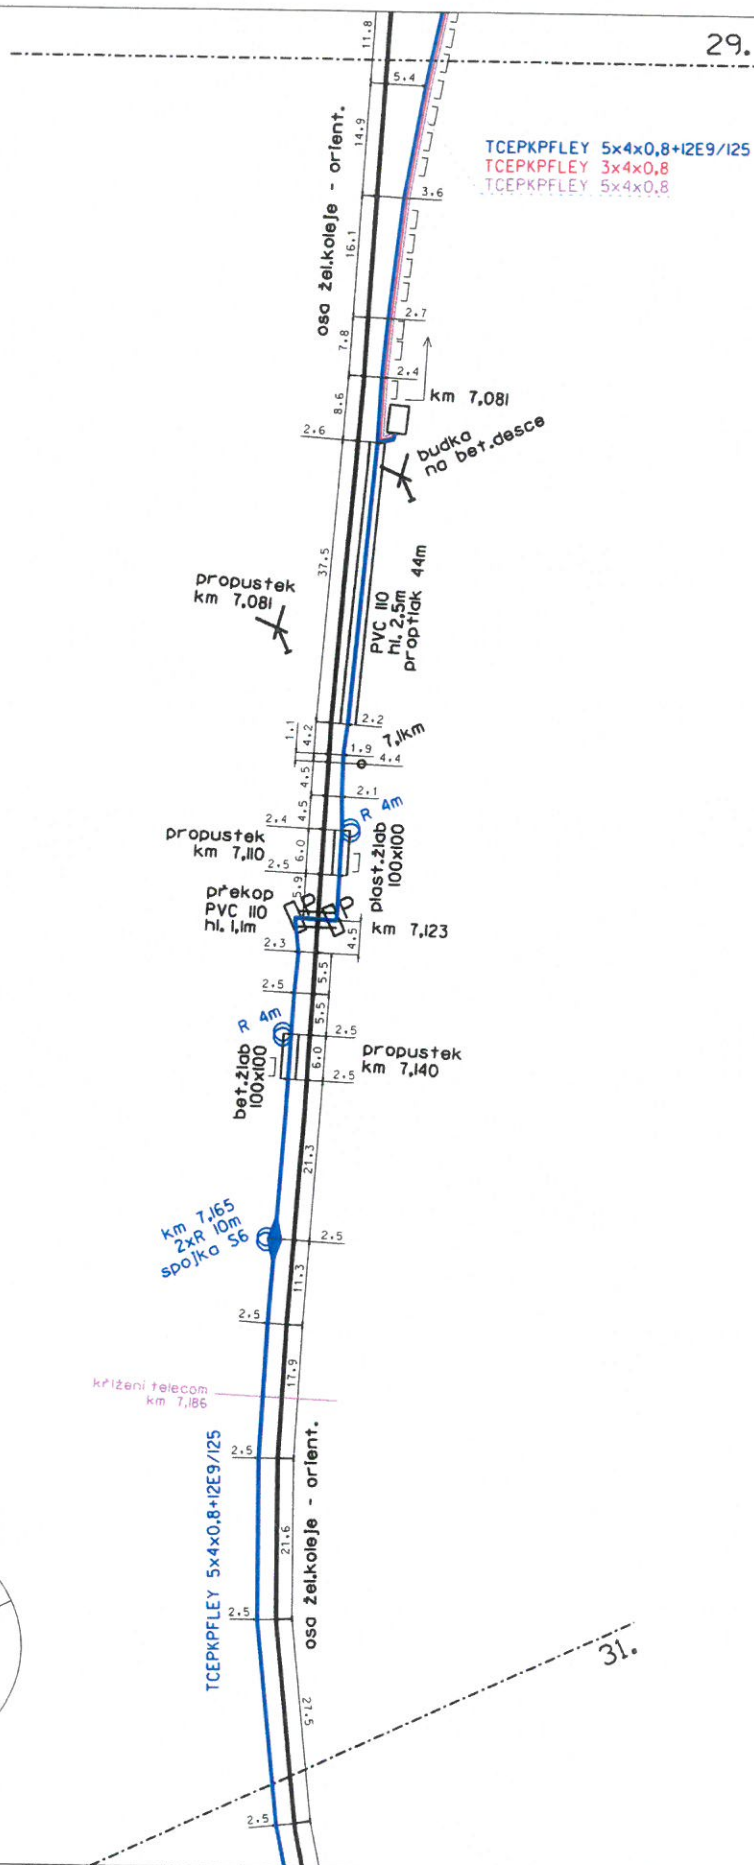 29.
11.8
5.4
14.9
osa žel.koleje - orient.
TCEPKPFLEY 5x4x0,8+12E9/125
TCEPKPFLEY 3x4x0.8
TCEPKPFLEY 5x4x0.8
3.6
16.1
2.7
7.8
2.4
km 7,081
8.6
2.6
budka
na bet.desce
37.5
propustek
km 7.081
PVC 110
hl. 2,5m
proptlak 44m
2.2
1.1
4.2
7,1km
1.9
4.4
4.5
2.1
4.5
R 4m
2.4
propustek
km 7,110
6.0
2.5
plast.žlab
100x100
5.9
překop
PVC 110
hl. 1,1m
P
P
km 7,123
4.5
2.3
5.5
2.5
5.5
R 4m
2.5
bet.žlab
100x100
6.0
propustek
km 7,140
2.5
21.3
km 7,165
2xR 10m
spojka S6
2.5
11.3
2.5
17.9
křížení telecom
km 7,186
2.5
TCEPKPFLEY 5x4x0.8+12E9/125
21.6
osa žel.koleje - orient.
2.5
31.
27.5
2.5